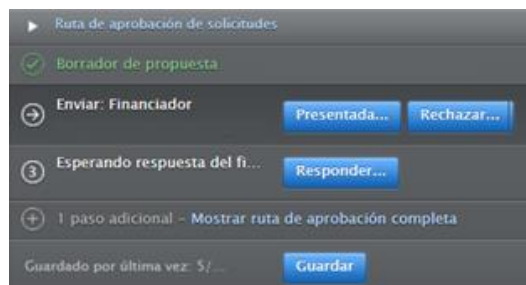 Ruta de aprobación de solicitudes
Borrador de propuesta
Enviar: Financiador
Presentada... Rechazar...
3 Esperando respuesta del fi...
Responder...
1 paso adicional – Mostrar ruta de aprobación completa
Guardado por última vez: 5/... Guardar